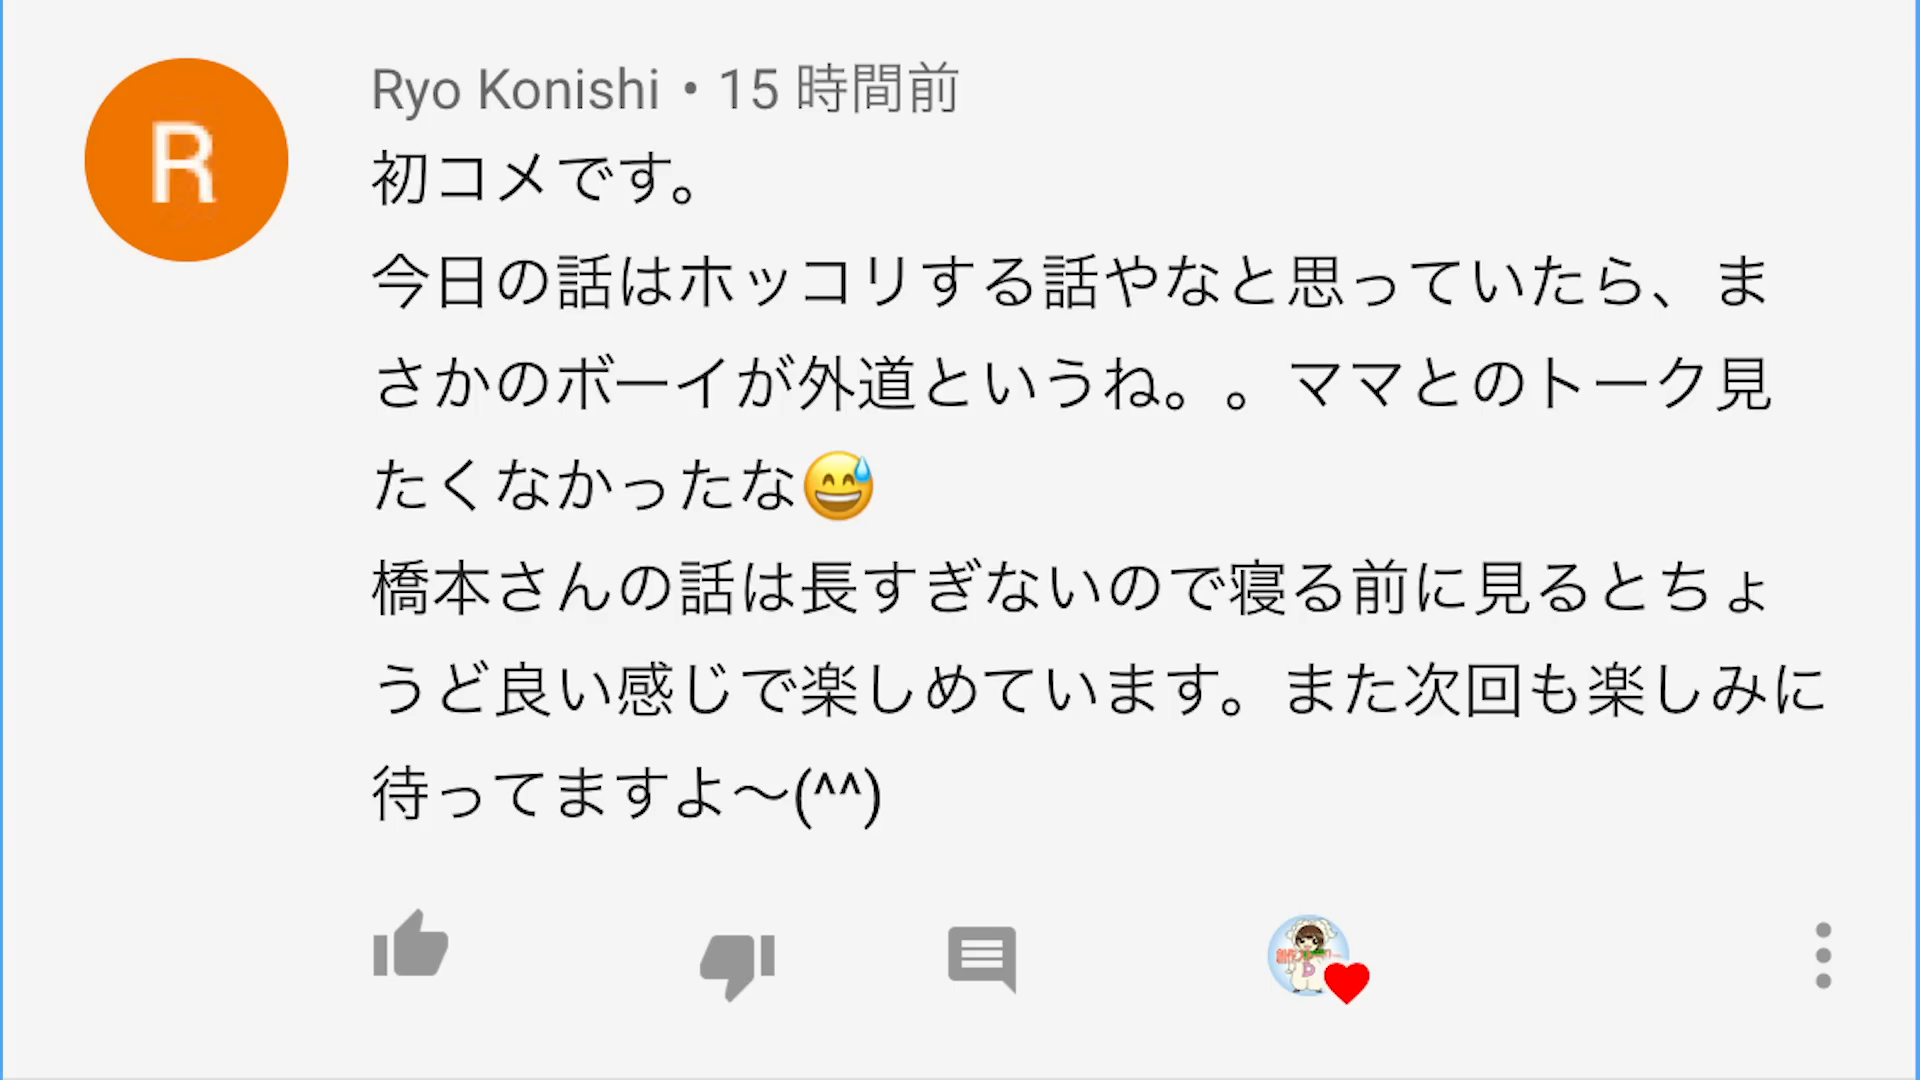 R
Ryo Konishi • 15 時間前
初コメです。
今日の話はホッコリする話やなと思っていたら、ま
さかのボーイが外道というね。。ママとのトーク見
たくなかったな😅
橋本さんの話は長すぎないので寝る前に見るとちょ
うど良い感じで楽しめています。また次回も楽しみに
待ってますよ〜(^^)